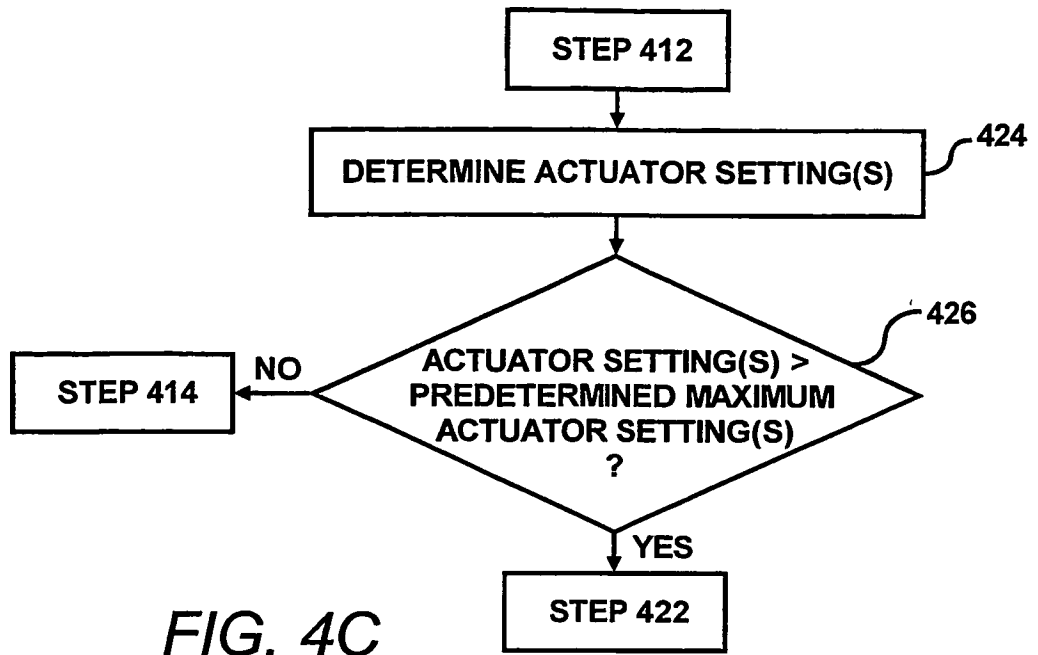 STEP 412
DETERMINE ACTUATOR SETTING(S)
424
ACTUATOR SETTING(S) >
PREDETERMINED MAXIMUM
ACTUATOR SETTING(S)
?
426
NO
STEP 414
YES
STEP 422
FIG. 4C